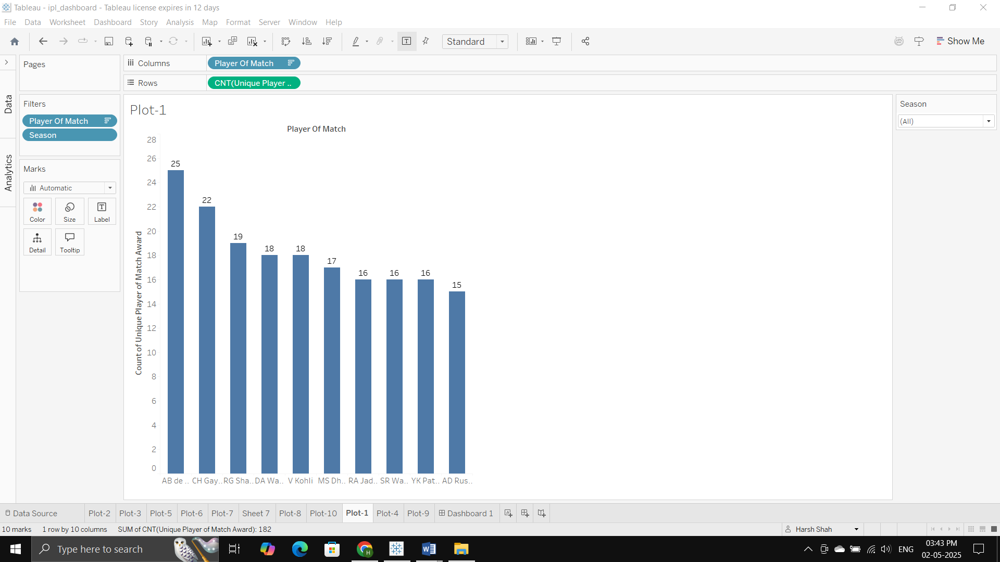 Tableau - ipl_dashboard - Tableau license expires in 12 days
File Data Worksheet Dashboard Story Analysis Map Format Server Window Help
Standard
Show Me
Pages
Columns
Player Of Match
Rows
CNT(Unique Player ..
Data
Analytics
Filters
Player Of Match
Season
Marks
Automatic
Color
Size
Label
Detail
Tooltip
Plot-1
Player Of Match
Count of Unique Player of Match Award
28
26
24
22
20
18
16
14
12
10
8
6
4
2
0
25
22
19
18
18
17
16
16
16
15
AB de .. CH Gay.. RG Sha.. DA Wa.. V Kohli MS Dh.. RA Jad.. SR Wa.. YK Pat.. AD Rus..
Season
(All)
Data Source Plot-2 Plot-3 Plot-5 Plot-6 Plot-7 Sheet 7 Plot-8 Plot-10 Plot-1 Plot-4 Plot-9 Dashboard 1
10 marks 1 row by 10 columns SUM of CNT(Unique Player of Match Award): 182
Harsh Shah
Type here to search
H
ENG
03:43 PM
02-05-2025